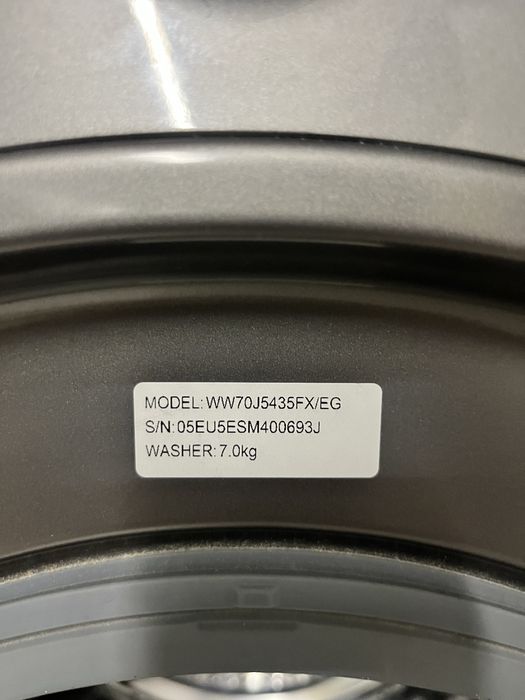 MODEL: WW70J5435FX/EG
S/N: 05EU5ESM400693J
WASHER: 7.0kg